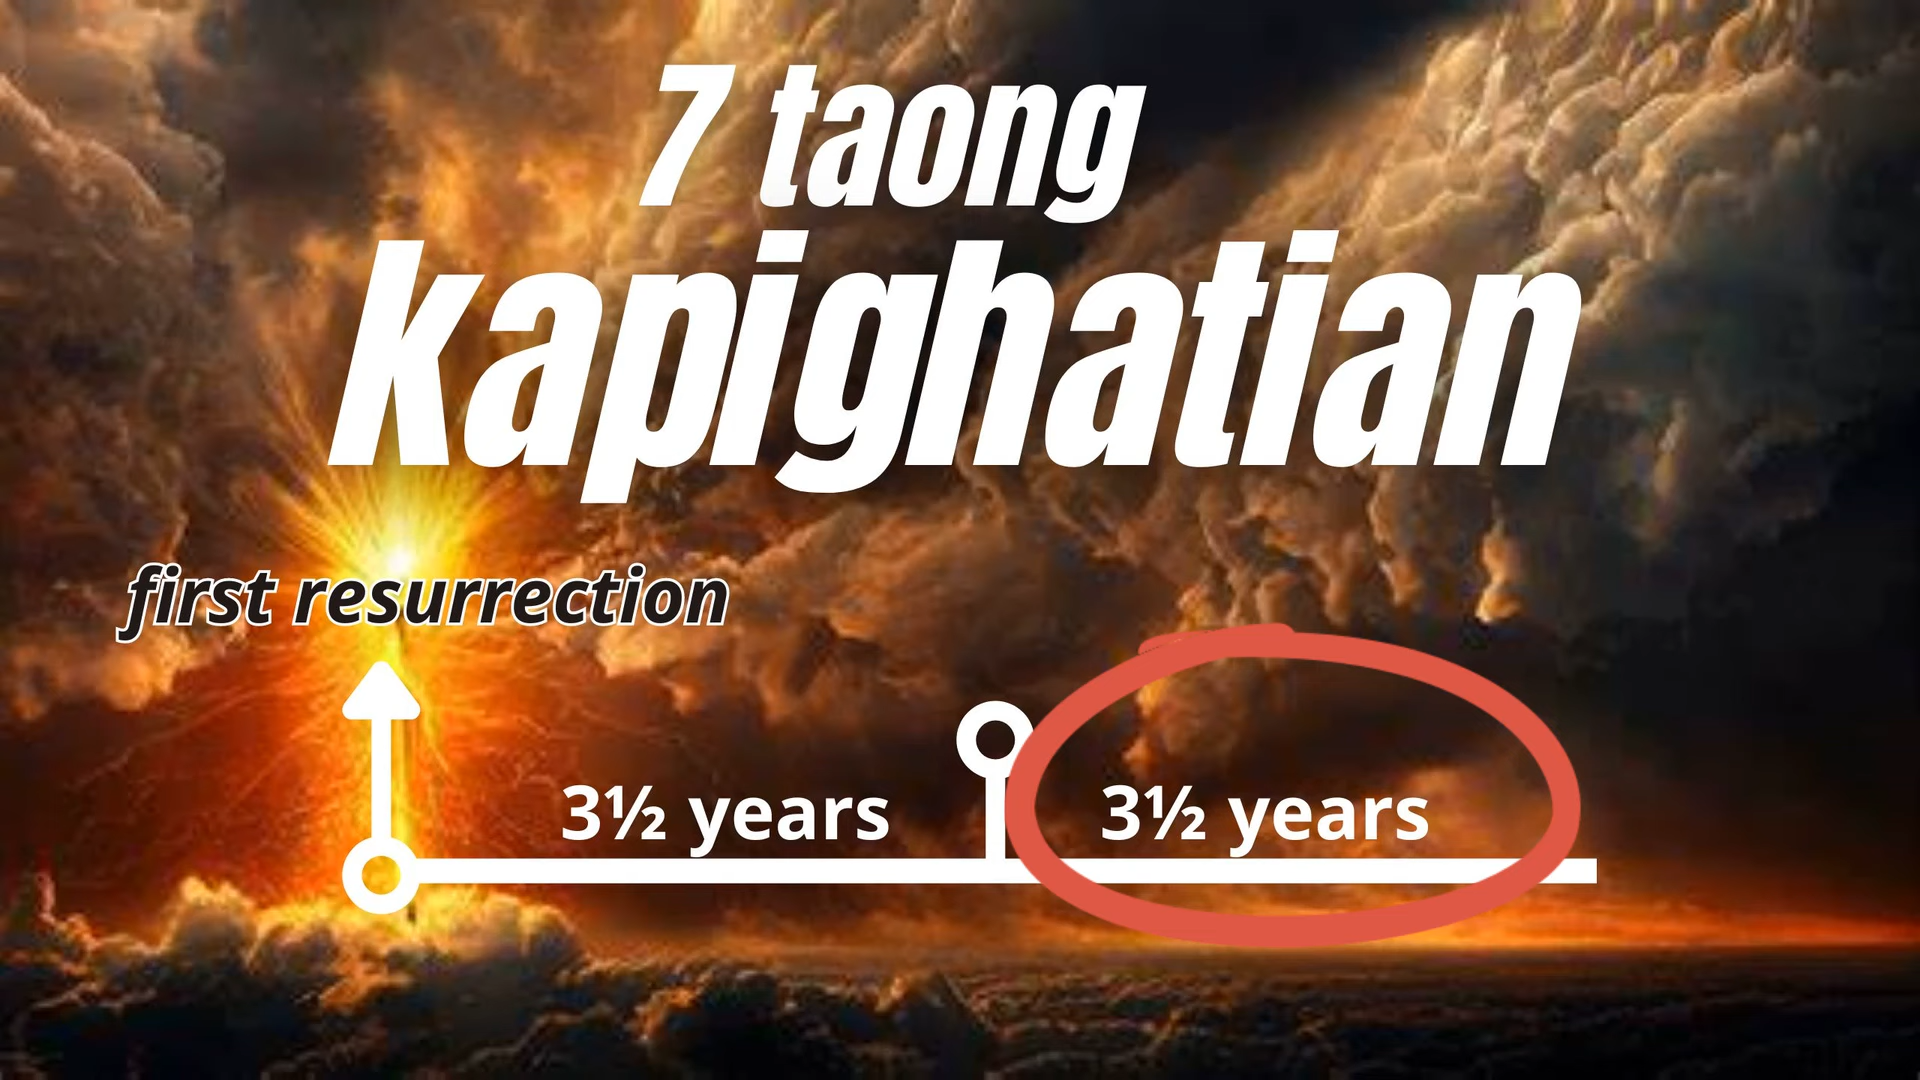 7 taong
kapighatian
first resurrection
3½ years
3½ years